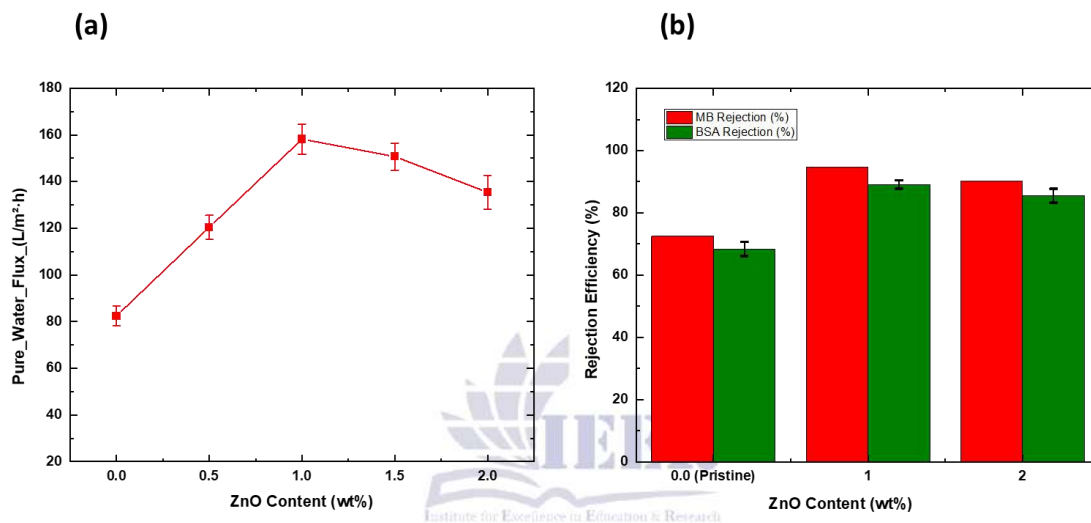 (a)
(b)
Pure_Water_Flux_(L/m²·h)
180
160
140
120
100
80
60
40
20
0.0 0.5 1.0 1.5 2.0
ZnO Content (wt%)
Rejection Efficiency (%)
120
100
80
60
40
20
0
MB Rejection (%)
BSA Rejection (%)
0.0 (Pristine) 1 2
ZnO Content (wt%)
Institute for Excellence in Education & Research